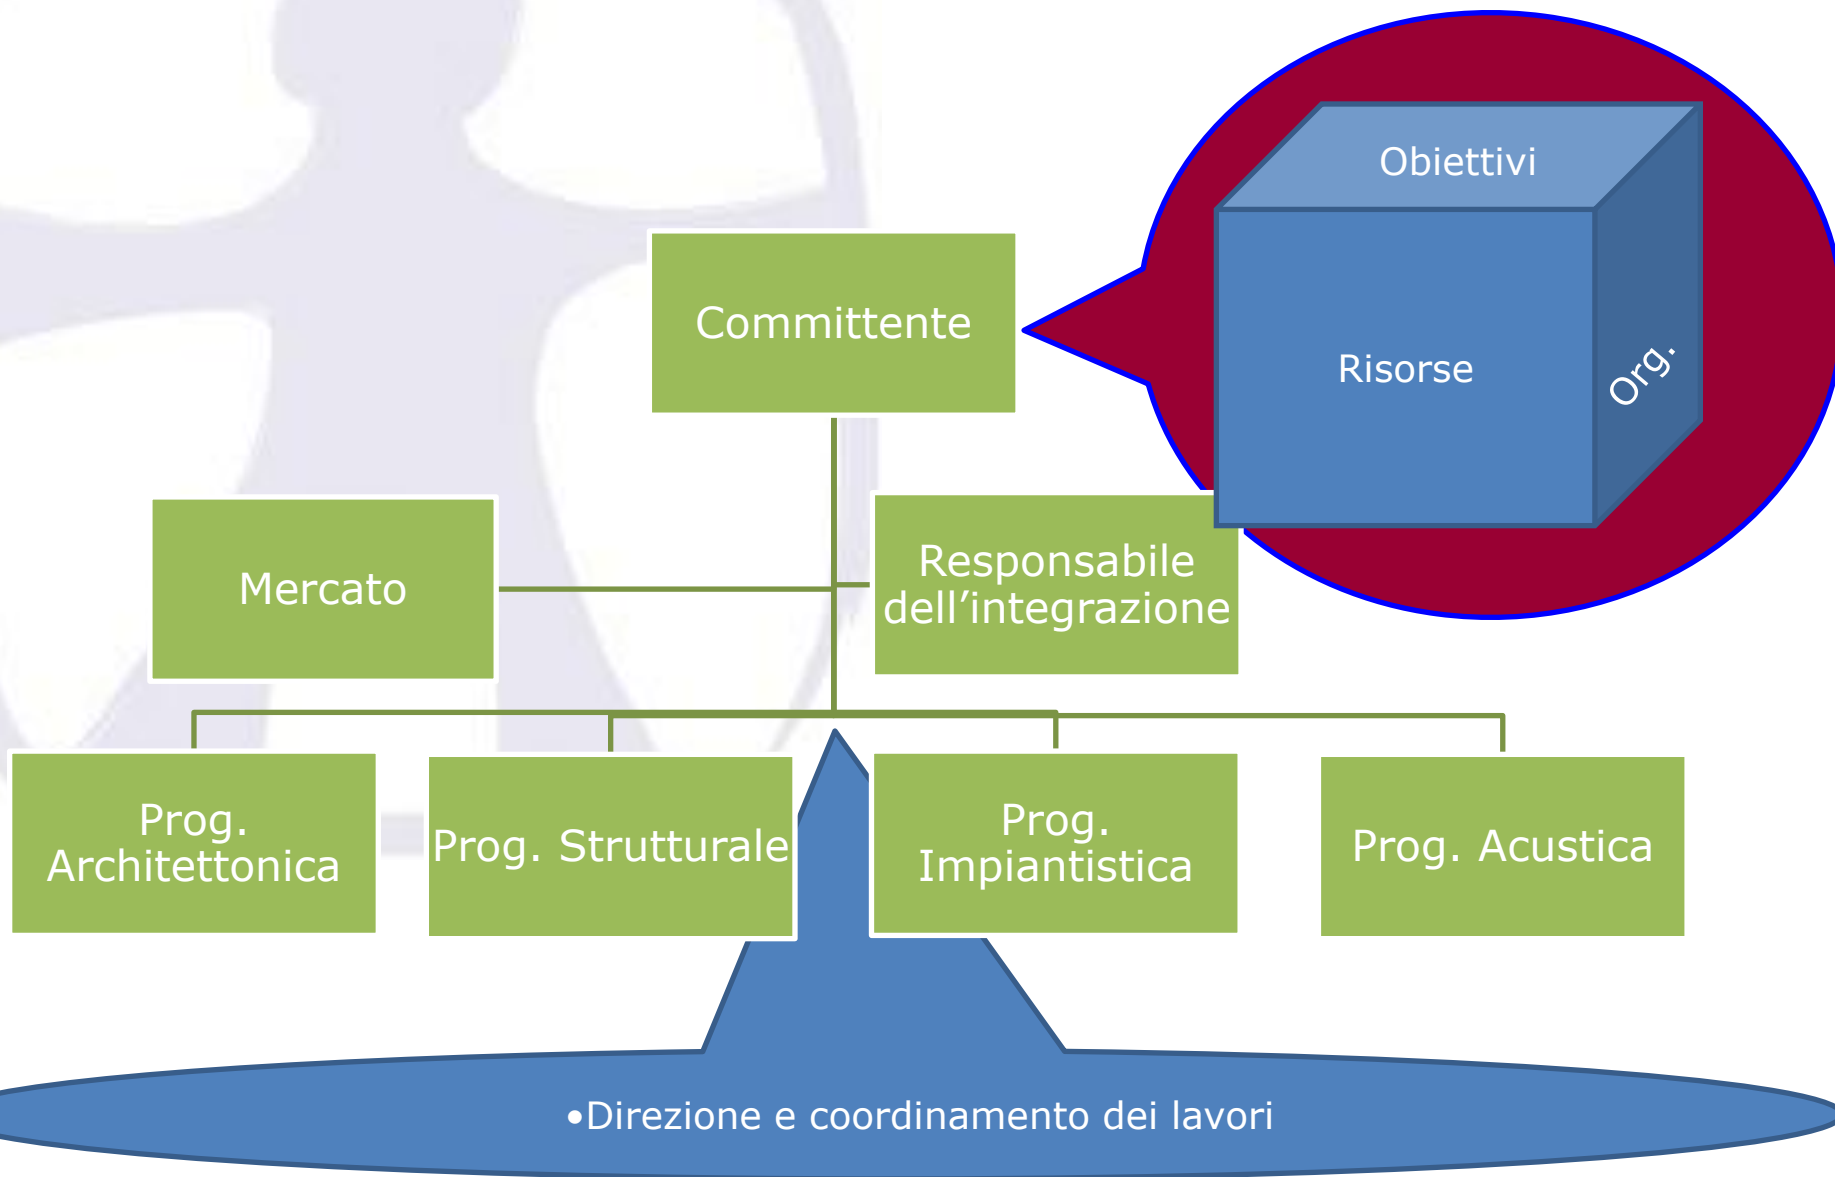 Obiettivi
Committente
Risorse
Org.
Mercato
Responsabile
dell’integrazione
Prog.
Architettonica
Prog. Strutturale
Prog.
Impiantistica
Prog. Acustica
•Direzione e coordinamento dei lavori